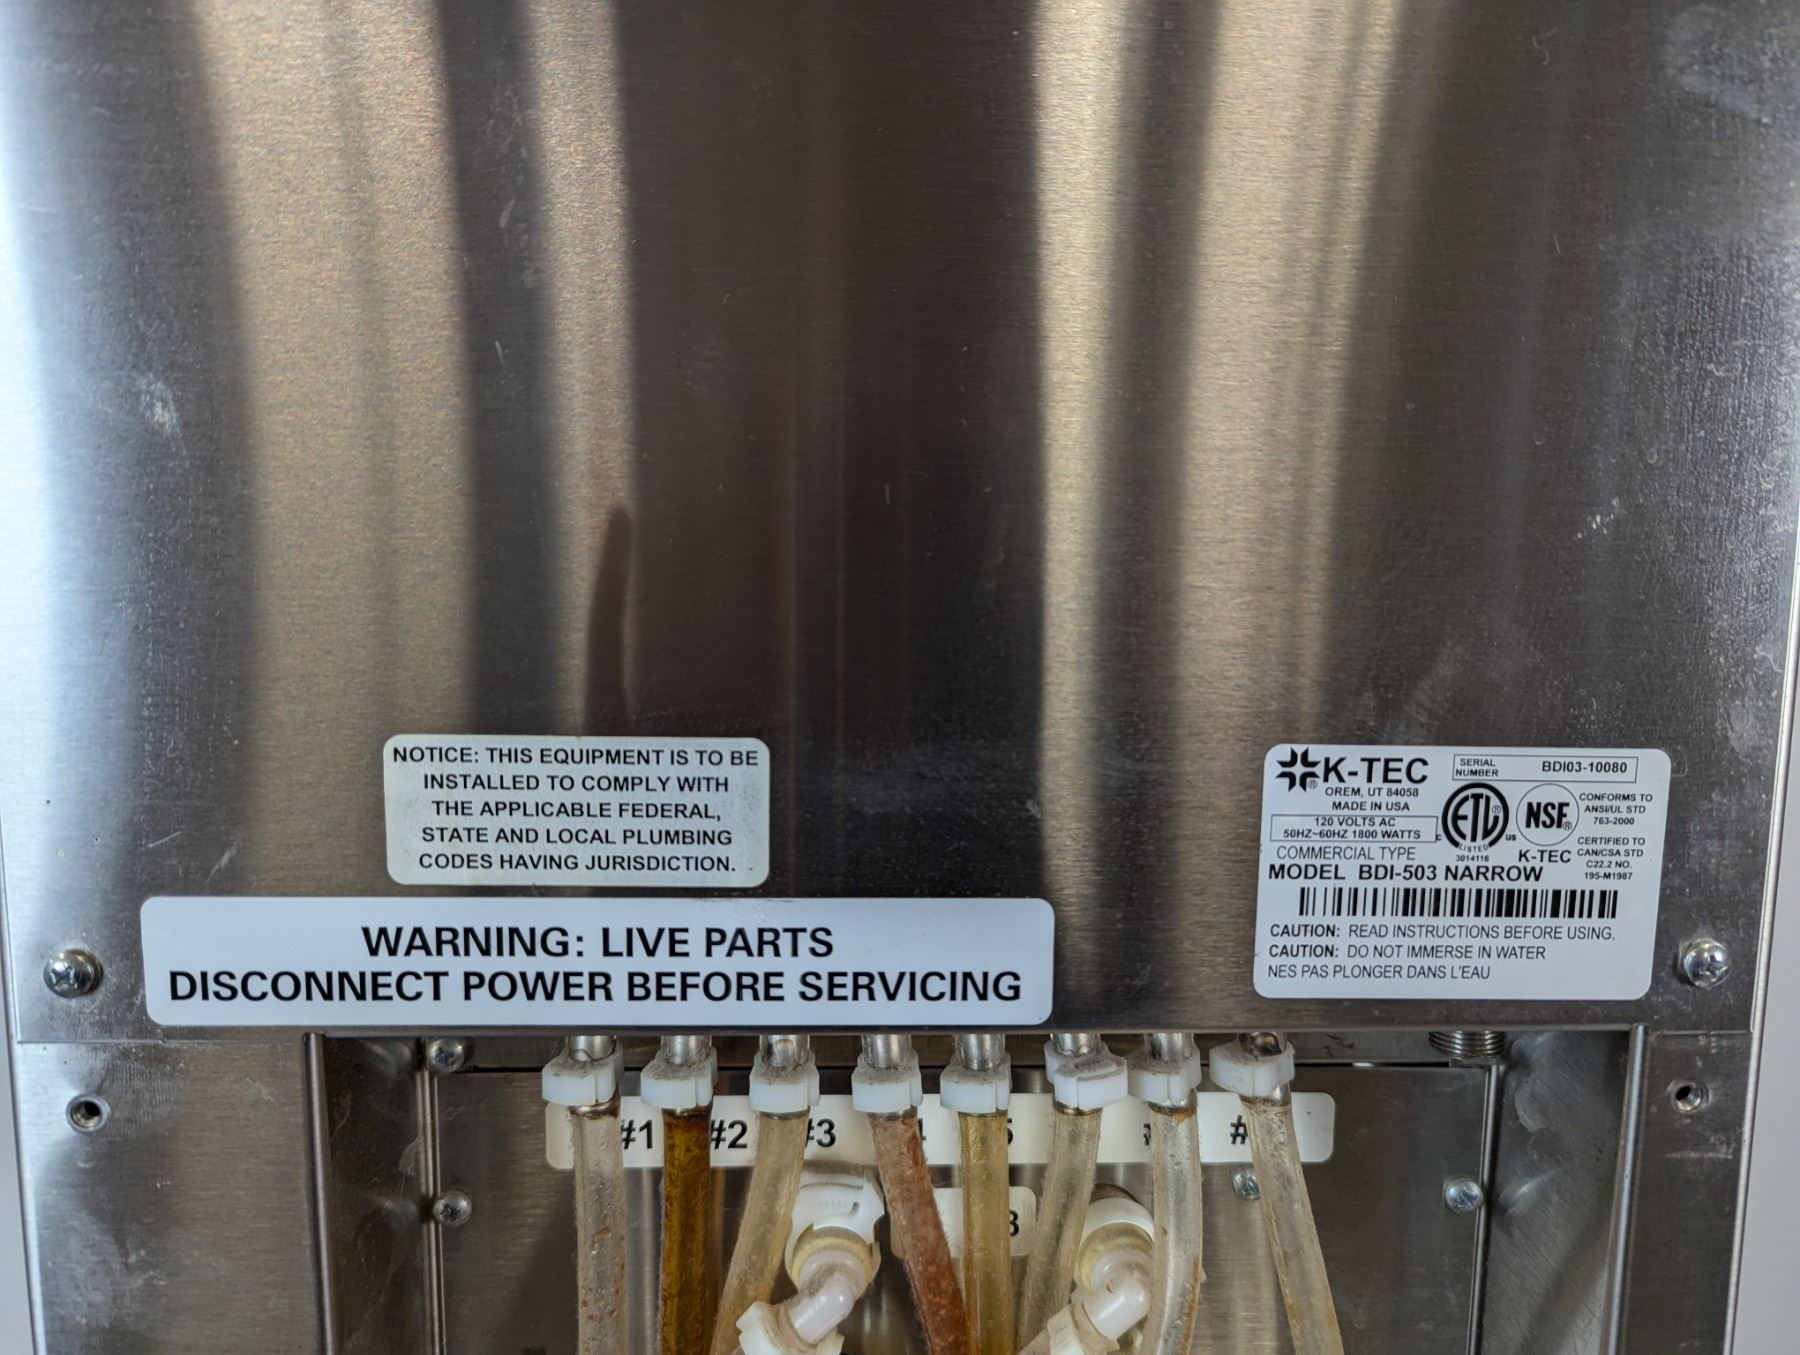 NOTICE: THIS EQUIPMENT IS TO BE
INSTALLED TO COMPLY WITH
THE APPLICABLE FEDERAL,
STATE AND LOCAL PLUMBING
CODES HAVING JURISDICTION.
WARNING: LIVE PARTS
DISCONNECT POWER BEFORE SERVICING
K-TEC
OREM, UT 84058
MADE IN USA
SERIAL
NUMBER
BDI03-10080
120 VOLTS AC
50HZ~60HZ 1800 WATTS
COMMERCIAL TYPE
C ETL ® US
LISTED
3014116
NSF®
K-TEC
CONFORMS TO
ANSI/UL STD
763-2000
CERTIFIED TO
CAN/CSA STD
C22.2 NO.
195-M1987
MODEL BDI-503 NARROW
CAUTION: READ INSTRUCTIONS BEFORE USING.
CAUTION: DO NOT IMMERSE IN WATER
NES PAS PLONGER DANS L'EAU
#1 #2 #3